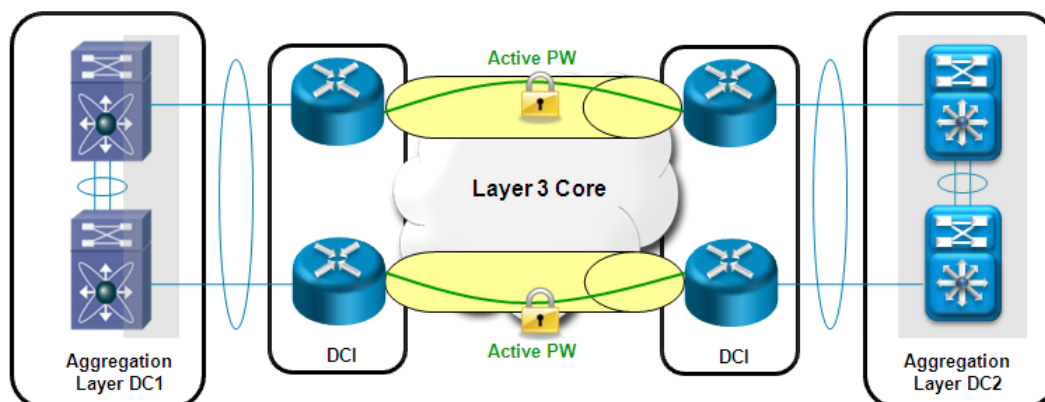 Active PW
Layer 3 Core
Active PW
DCI
DCI
Aggregation
Layer DC1
Aggregation
Layer DC2